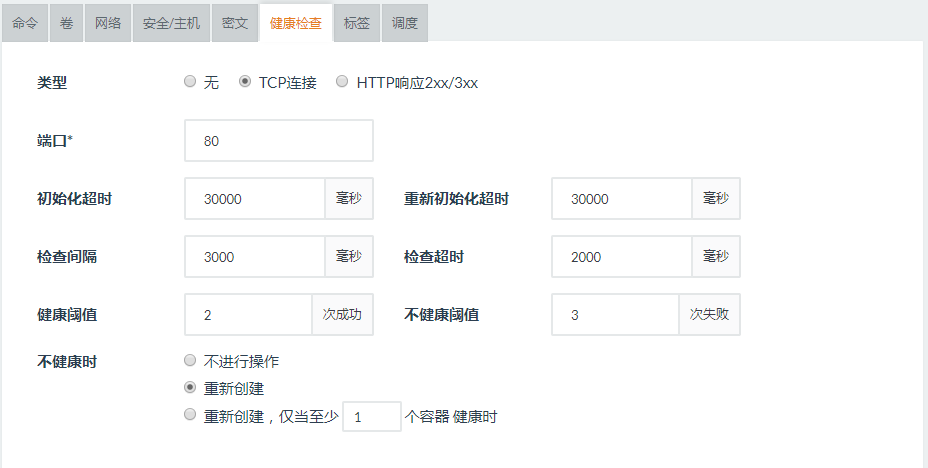 命令 卷 网络 安全/主机 密文 健康检查 标签 调度
类型 无 TCP连接 HTTP响应2xx/3xx
端口* 80
初始化超时 30000 毫秒 重新初始化超时 30000 毫秒
检查间隔 3000 毫秒 检查超时 2000 毫秒
健康阈值 2 次成功 不健康阈值 3 次失败
不健康时 不进行操作
重新创建
重新创建，仅当至少 1 个容器 健康时